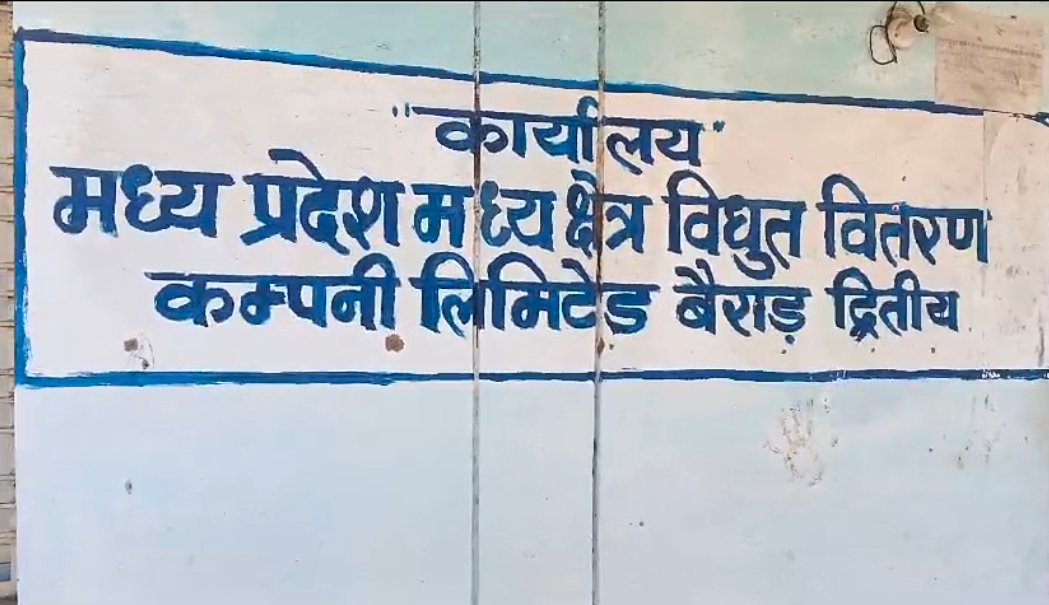 "कार्यालय"
मध्य प्रदेश मध्य क्षेत्र विधुत वितरण
कम्पनी लिमिटेड बैराड़ द्वितीय